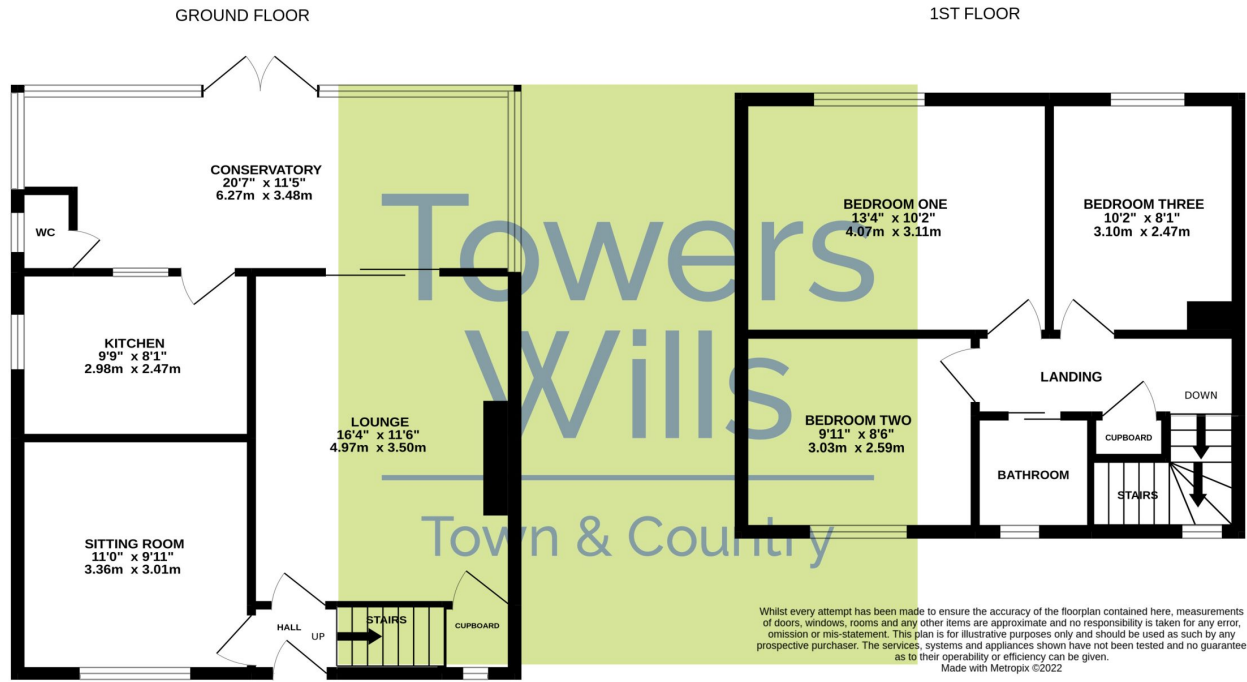 GROUND FLOOR
1ST FLOOR
CONSERVATORY
20'7" x 11'5"
6.27m x 3.48m
WC
KITCHEN
9'9" x 8'1"
2.98m x 2.47m
LOUNGE
16'4" x 11'6"
4.97m x 3.50m
SITTING ROOM
11'0" x 9'11"
3.36m x 3.01m
HALL
UP
STAIRS
CUPBOARD
Towers
Wills
Town & Country
BEDROOM ONE
13'4" x 10'2"
4.07m x 3.11m
BEDROOM THREE
10'2" x 8'1"
3.10m x 2.47m
LANDING
DOWN
BEDROOM TWO
9'11" x 8'6"
3.03m x 2.59m
CUPBOARD
BATHROOM
STAIRS
Whilst every attempt has been made to ensure the accuracy of the floorplan contained here, measurements
of doors, windows, rooms and any other items are approximate and no responsibility is taken for any error,
omission or mis-statement. This plan is for illustrative purposes only and should be used as such by any
prospective purchaser. The services, systems and appliances shown have not been tested and no guarantee
as to their operability or efficiency can be given.
Made with Metropix ©2022